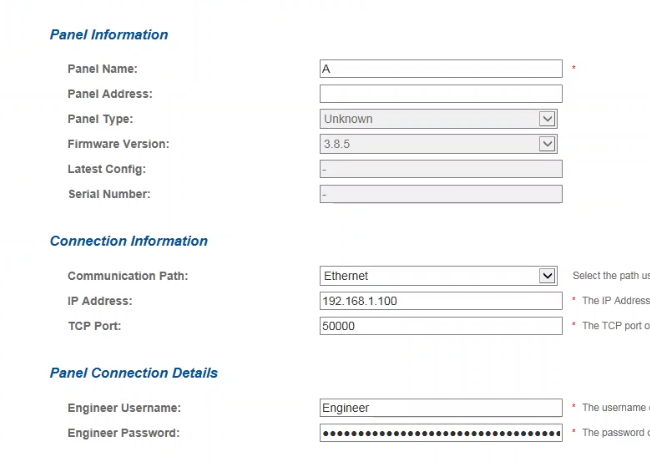 Panel Information
Panel Name: A *
Panel Address:
Panel Type: Unknown
Firmware Version: 3.8.5
Latest Config: -
Serial Number: -
Connection Information
Communication Path: Ethernet Select the path
IP Address: 192.168.1.100 * The IP Address
TCP Port: 50000 * The TCP port
Panel Connection Details
Engineer Username: Engineer * The username
Engineer Password: ●●●●●●●●●●●●●●●●●●●●●●●●●●●●●●●● * The password